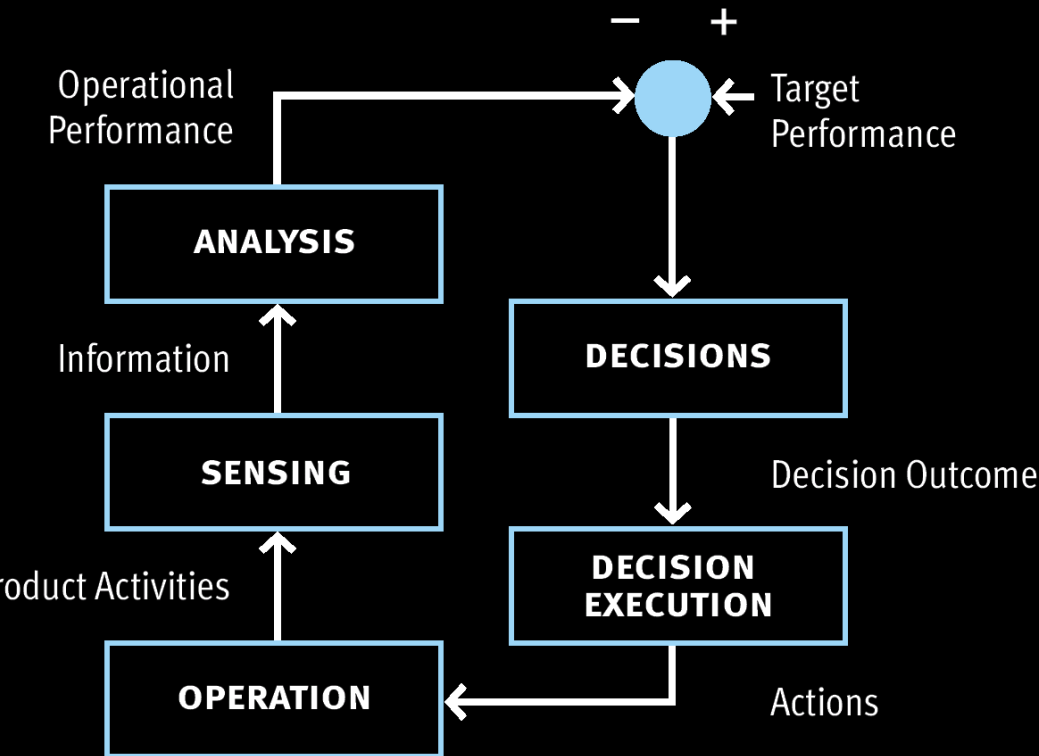 − +
Operational
Performance
Target
Performance
ANALYSIS
DECISIONS
Information
SENSING
Decision Outcome
DECISION
EXECUTION
roduct Activities
OPERATION
Actions